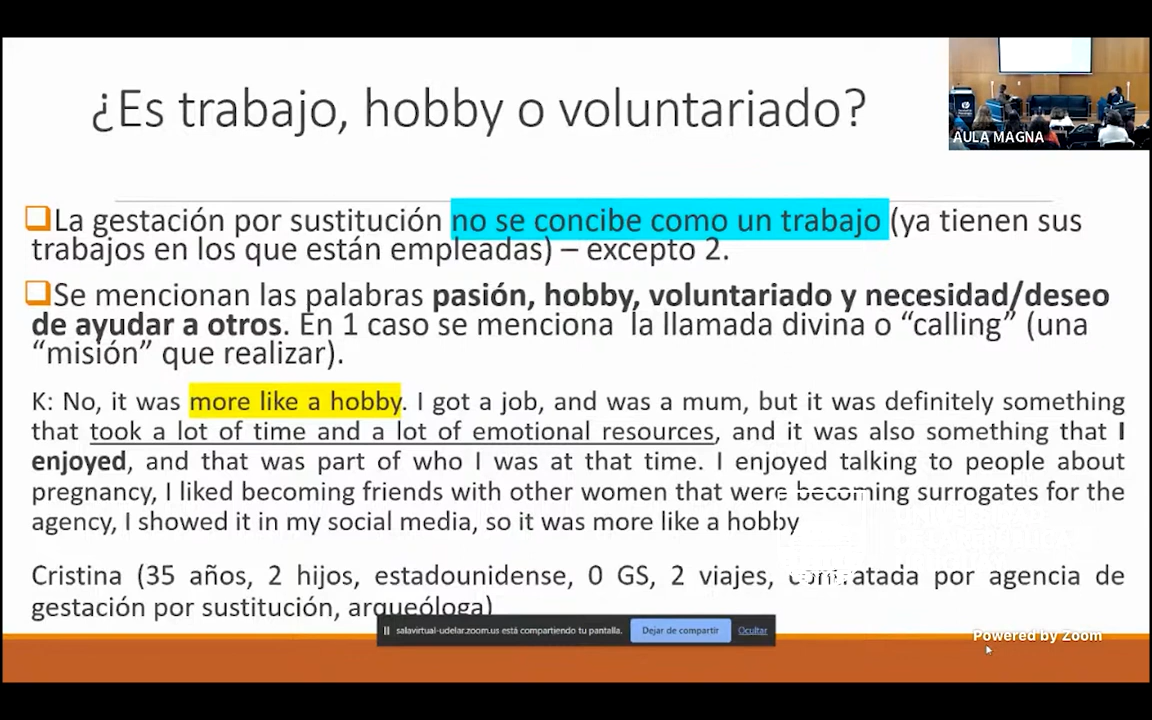 ¿Es trabajo, hobby o voluntariado?
AULA MAGNA
La gestación por sustitución no se concibe como un trabajo (ya tienen sus
trabajos en los que están empleadas) – excepto 2.
Se mencionan las palabras pasión, hobby, voluntariado y necesidad/deseo
de ayudar a otros. En 1 caso se menciona la llamada divina o “calling” (una
“misión” que realizar).
K: No, it was more like a hobby. I got a job, and was a mum, but it was definitely something
that took a lot of time and a lot of emotional resources, and it was also something that I
enjoyed, and that was part of who I was at that time. I enjoyed talking to people about
pregnancy, I liked becoming friends with other women that were becoming surrogates for the
agency, I showed it in my social media, so it was more like a hobby
Cristina (35 años, 2 hijos, estadounidense, 0 GS, 2 viajes, contratada por agencia de
gestación por sustitución, arqueóloga)
salavirtual-udelar.zoom.us está compartiendo tu pantalla. Dejar de compartir Ocultar
Powered by Zoom